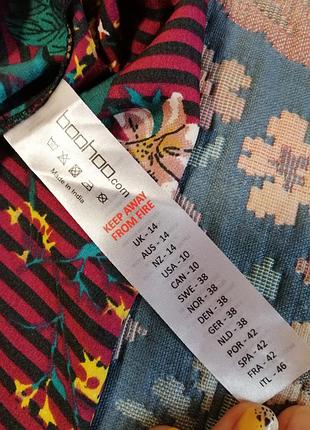 boohoo.com
Made in India
KEEP AWAY
FROM FIRE
UK - 14
AUS - 14
NZ - 14
USA - 10
CAN - 10
SWE - 38
NOR - 38
DEN - 38
GER - 38
NLD - 38
POR - 42
SPA - 42
FRA - 42
ITL - 46